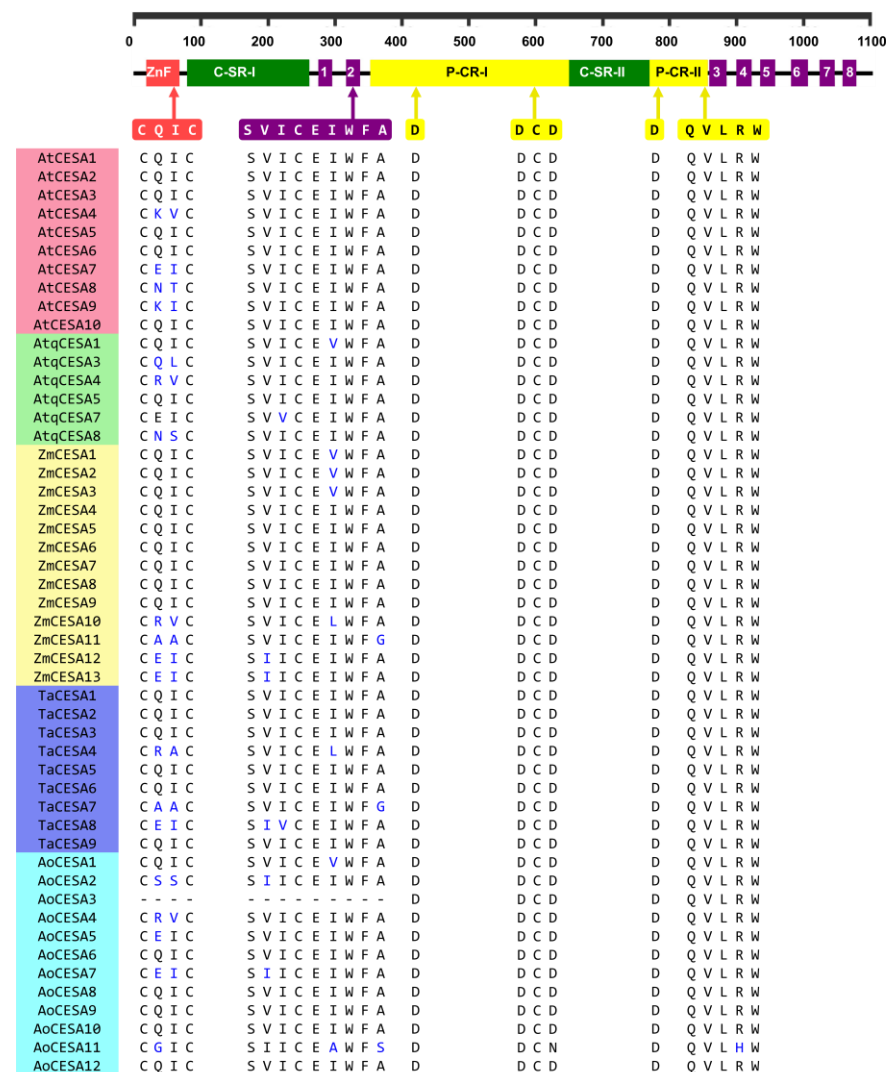 0 100 200 300 400 500 600 700 800 900 1000 1100
ZnF C-SR-I 1 2 P-CR-I C-SR-II P-CR-II 3 4 5 6 7 8
C Q I C S V I C E I W F A D D C D D Q V L R W
AtCESA1 C Q I C S V I C E I W F A D D C D D Q V L R W
AtCESA2 C Q I C S V I C E I W F A D D C D D Q V L R W
AtCESA3 C Q I C S V I C E I W F A D D C D D Q V L R W
AtCESA4 C K V C S V I C E I W F A D D C D D Q V L R W
AtCESA5 C Q I C S V I C E I W F A D D C D D Q V L R W
AtCESA6 C Q I C S V I C E I W F A D D C D D Q V L R W
AtCESA7 C E I C S V I C E I W F A D D C D D Q V L R W
AtCESA8 C N T C S V I C E I W F A D D C D D Q V L R W
AtCESA9 C K I C S V I C E I W F A D D C D D Q V L R W
AtCESA10 C Q I C S V I C E I W F A D D C D D Q V L R W
AtqCESA1 C Q I C S V I C E V W F A D D C D D Q V L R W
AtqCESA3 C Q L C S V I C E I W F A D D C D D Q V L R W
AtqCESA4 C R V C S V I C E I W F A D D C D D Q V L R W
AtqCESA5 C Q I C S V I C E I W F A D D C D D Q V L R W
AtqCESA7 C E I C S V V C E I W F A D D C D D Q V L R W
AtqCESA8 C N S C S V I C E I W F A D D C D D Q V L R W
ZmCESA1 C Q I C S V I C E V W F A D D C D D Q V L R W
ZmCESA2 C Q I C S V I C E V W F A D D C D D Q V L R W
ZmCESA3 C Q I C S V I C E V W F A D D C D D Q V L R W
ZmCESA4 C Q I C S V I C E I W F A D D C D D Q V L R W
ZmCESA5 C Q I C S V I C E I W F A D D C D D Q V L R W
ZmCESA6 C Q I C S V I C E I W F A D D C D D Q V L R W
ZmCESA7 C Q I C S V I C E I W F A D D C D D Q V L R W
ZmCESA8 C Q I C S V I C E I W F A D D C D D Q V L R W
ZmCESA9 C Q I C S V I C E I W F A D D C D D Q V L R W
ZmCESA10 C R V C S V I C E L W F A D D C D D Q V L R W
ZmCESA11 C A A C S V I C E I W F G D D C D D Q V L R W
ZmCESA12 C E I C S I I C E I W F A D D C D D Q V L R W
ZmCESA13 C E I C S I I C E I W F A D D C D D Q V L R W
TaCESA1 C Q I C S V I C E I W F A D D C D D Q V L R W
TaCESA2 C Q I C S V I C E I W F A D D C D D Q V L R W
TaCESA3 C Q I C S V I C E I W F A D D C D D Q V L R W
TaCESA4 C R A C S V I C E L W F A D D C D D Q V L R W
TaCESA5 C Q I C S V I C E I W F A D D C D D Q V L R W
TaCESA6 C Q I C S V I C E I W F A D D C D D Q V L R W
TaCESA7 C A A C S V I C E I W F G D D C D D Q V L R W
TaCESA8 C E I C S I V C E I W F A D D C D D Q V L R W
TaCESA9 C Q I C S V I C E I W F A D D C D D Q V L R W
AoCESA1 C Q I C S V I C E V W F A D D C D D Q V L R W
AoCESA2 C S S C S I I C E I W F A D D C D D Q V L R W
AoCESA3 - - - - - - - - - - - - - D D C D D Q V L R W
AoCESA4 C R V C S V I C E I W F A D D C D D Q V L R W
AoCESA5 C E I C S V I C E I W F A D D C D D Q V L R W
AoCESA6 C Q I C S V I C E I W F A D D C D D Q V L R W
AoCESA7 C E I C S I I C E I W F A D D C D D Q V L R W
AoCESA8 C Q I C S V I C E I W F A D D C D D Q V L R W
AoCESA9 C Q I C S V I C E I W F A D D C D D Q V L R W
AoCESA10 C Q I C S V I C E I W F A D D C D D Q V L R W
AoCESA11 C G I C S I I C E A W F S D D C N D Q V L H W
AoCESA12 C Q I C S V I C E I W F A D D C D D Q V L R W